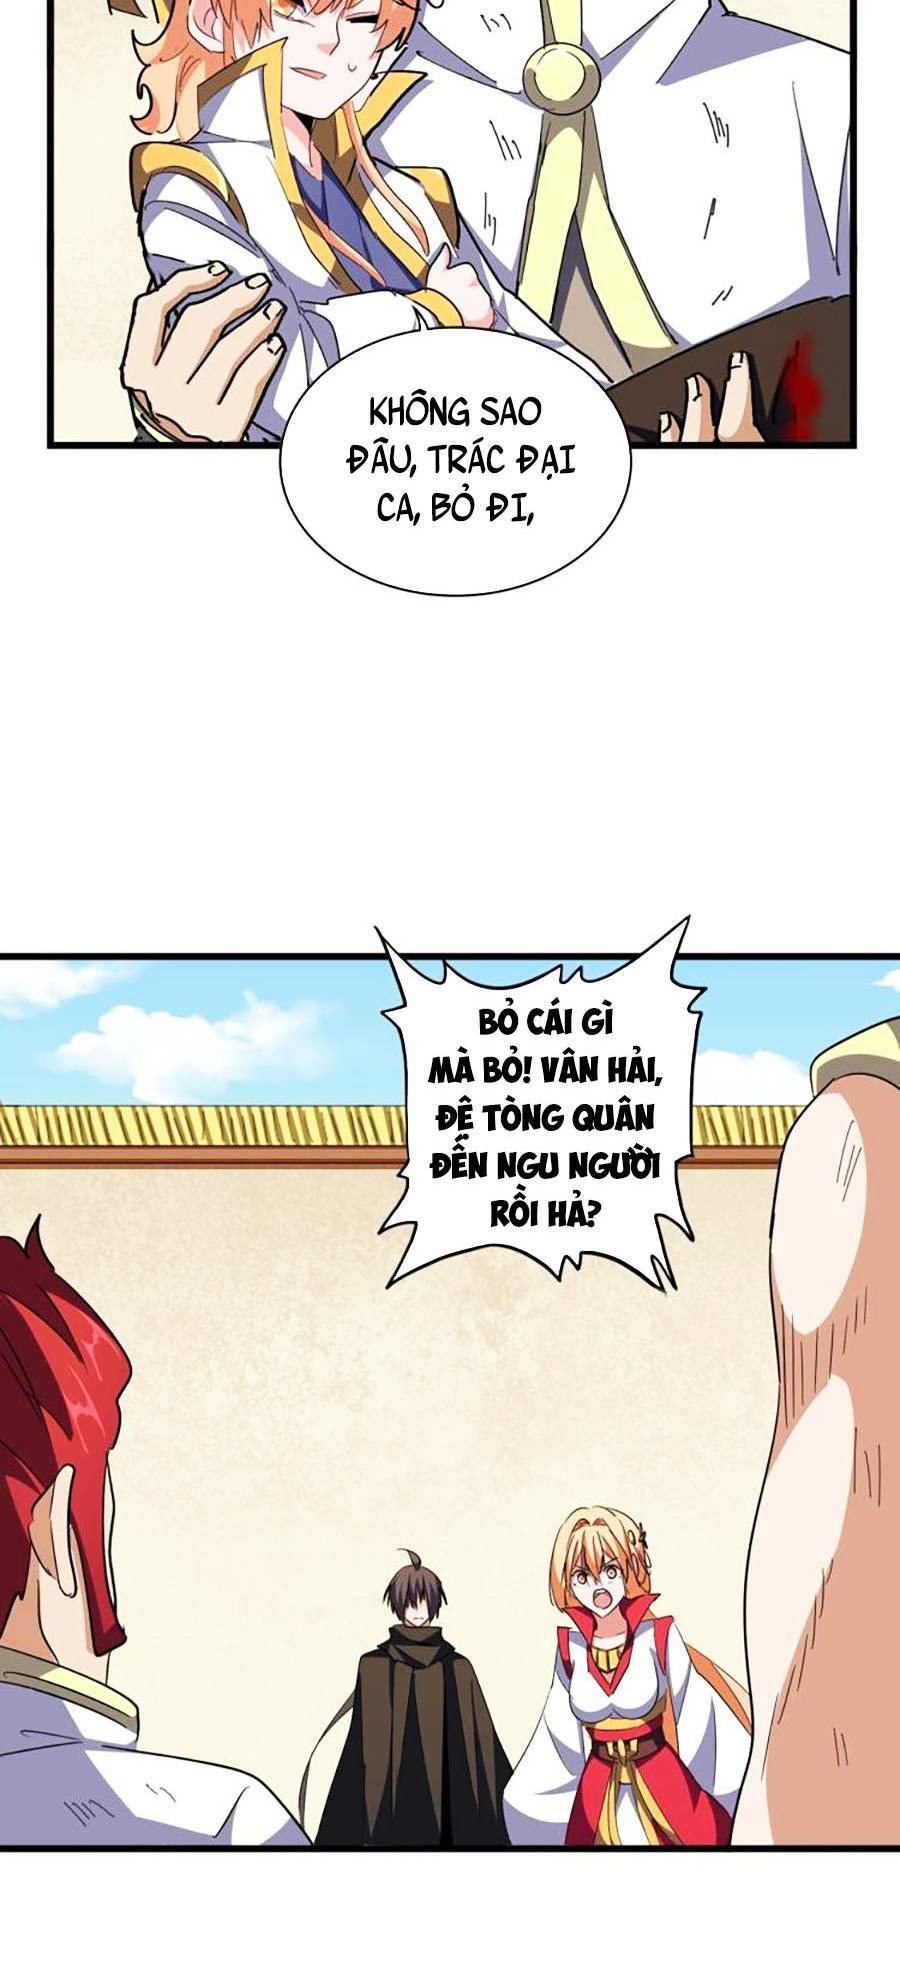 KHÔNG SAO
ĐÂU, TRÁC ĐẠI
CA, BỎ ĐI,
BỎ CÁI GÌ
MÀ BỎ! VÂN HẢI,
ĐỆ TÒNG QUÂN
ĐẾN NGU NGƯỜI
RỒI HẢ?